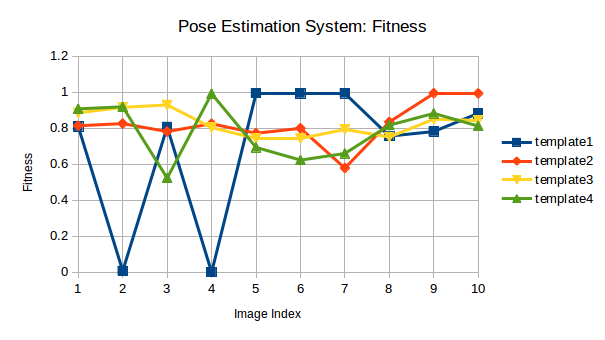 Pose Estimation System: Fitness
1.2
1
0.8
0.6
0.4
0.2
0
Fitness
1 2 3 4 5 6 7 8 9 10
Image Index
template1
template2
template3
template4